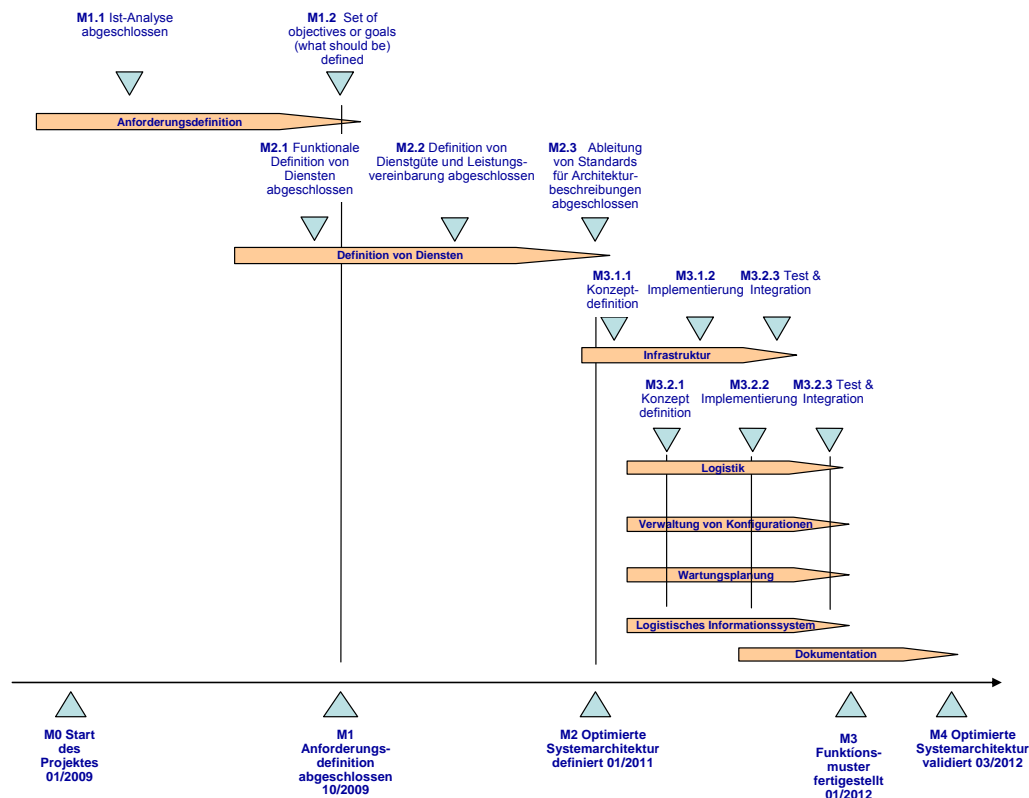 M1.1 Ist-Analyse
abgeschlossen
M1.2 Set of
objectives or goals
(what should be)
defined
Anforderungsdefinition
M2.1 Funktionale
Definition von
Diensten
abgeschlossen
M2.2 Definition von
Dienstgüte und Leistungs-
vereinbarung abgeschlossen
M2.3 Ableitung
von Standards
für Architektur-
beschreibungen
abgeschlossen
Definition von Diensten
M3.1.1
Konzept-
definition
M3.1.2
Implementierung
M3.2.3 Test &
Integration
Infrastruktur
M3.2.1
Konzept
definition
M3.2.2
Implementierung
M3.2.3 Test &
Integration
Logistik
Verwaltung von Konfigurationen
Wartungsplanung
Logistisches Informationssystem
Dokumentation
M0 Start
des
Projektes
01/2009
M1
Anforderungs-
definition
abgeschlossen
10/2009
M2 Optimierte
Systemarchitektur
definiert 01/2011
M3
Funktions-
muster
fertigestellt
01/2012
M4 Optimierte
Systemarchitektur
validiert 03/2012